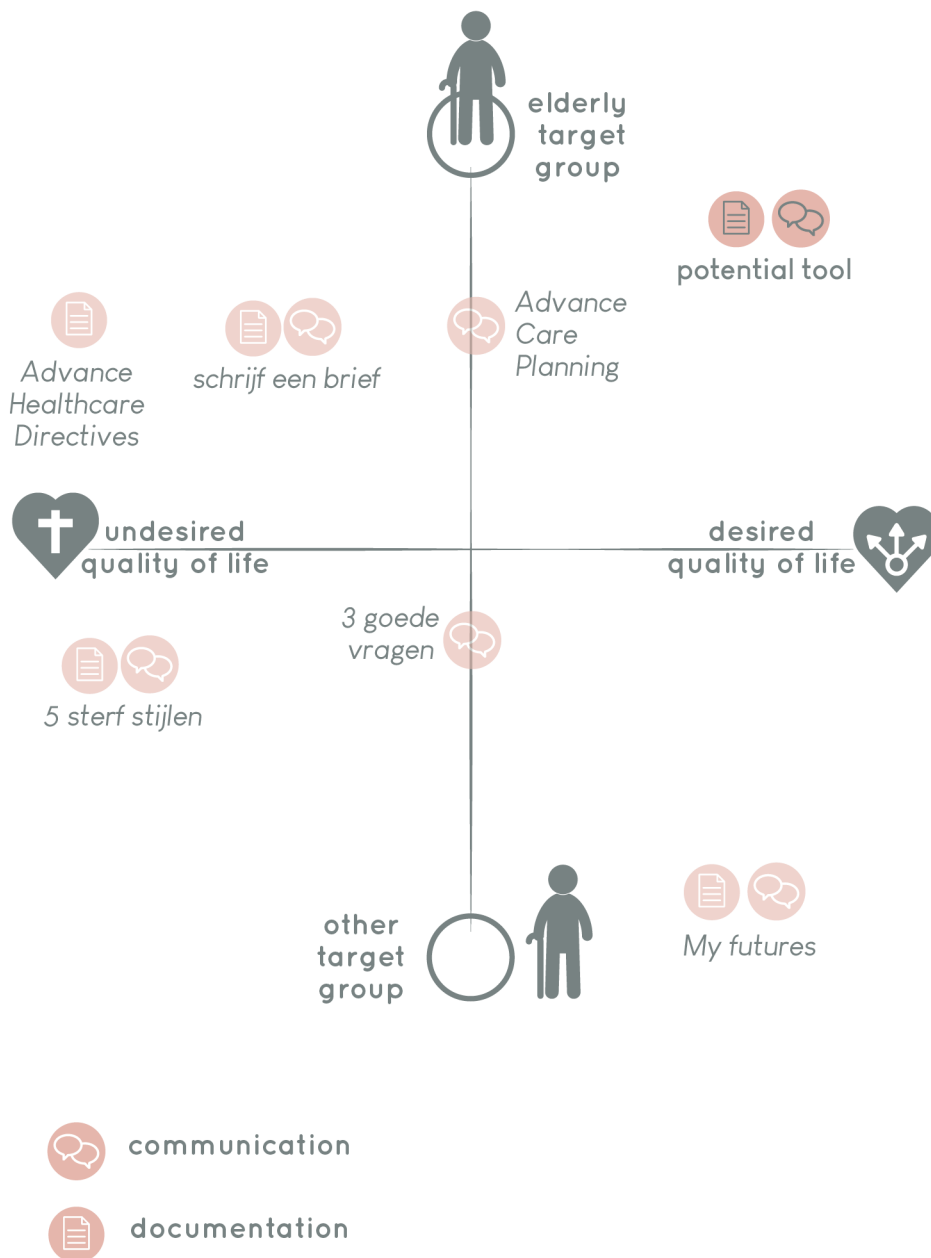 elderly
target
group
potential tool
Advance
Care
Planning
Advance
Healthcare
Directives
schrijf een brief
undesired
quality of life
desired
quality of life
3 goede
vragen
5 sterf stijlen
other
target
group
My futures
communication
documentation